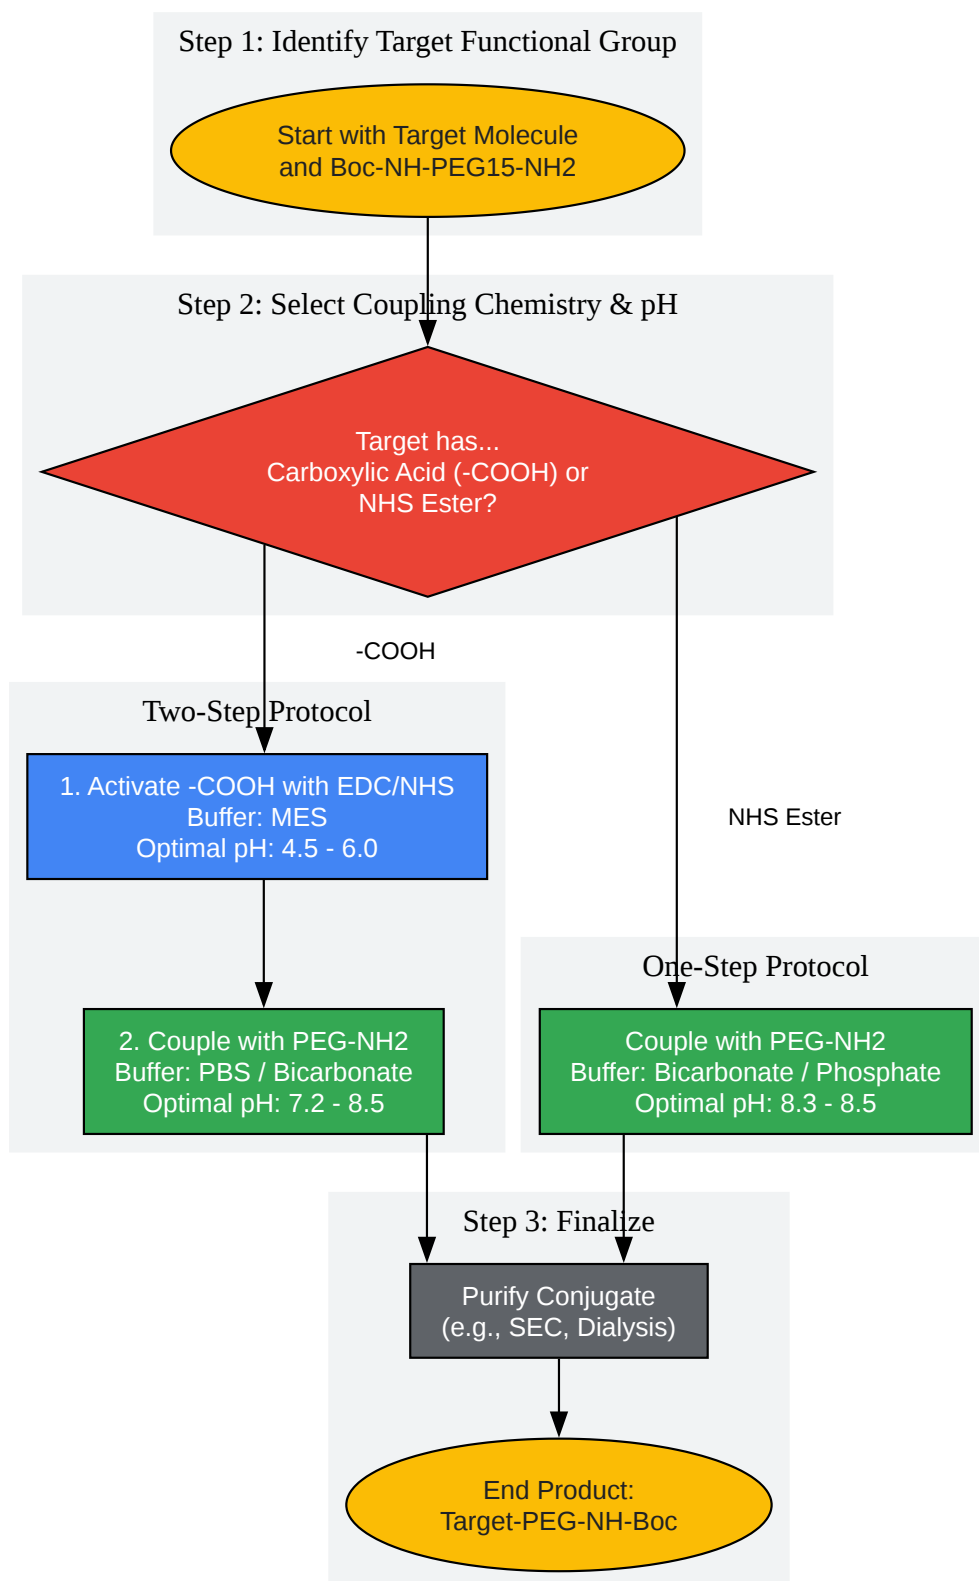 Step 1: Identify Target Functional Group
Start with Target Molecule
and Boc-NH-PEG15-NH2
Step 2: Select Coupling Chemistry & pH
Target has...
Carboxylic Acid (-COOH) or
NHS Ester?
-COOH
Two-Step Protocol
1. Activate -COOH with EDC/NHS
Buffer: MES
Optimal pH: 4.5 - 6.0
NHS Ester
2. Couple with PEG-NH2
Buffer: PBS / Bicarbonate
Optimal pH: 7.2 - 8.5
One-Step Protocol
Couple with PEG-NH2
Buffer: Bicarbonate / Phosphate
Optimal pH: 8.3 - 8.5
Step 3: Finalize
Purify Conjugate
(e.g., SEC, Dialysis)
End Product:
Target-PEG-NH-Boc